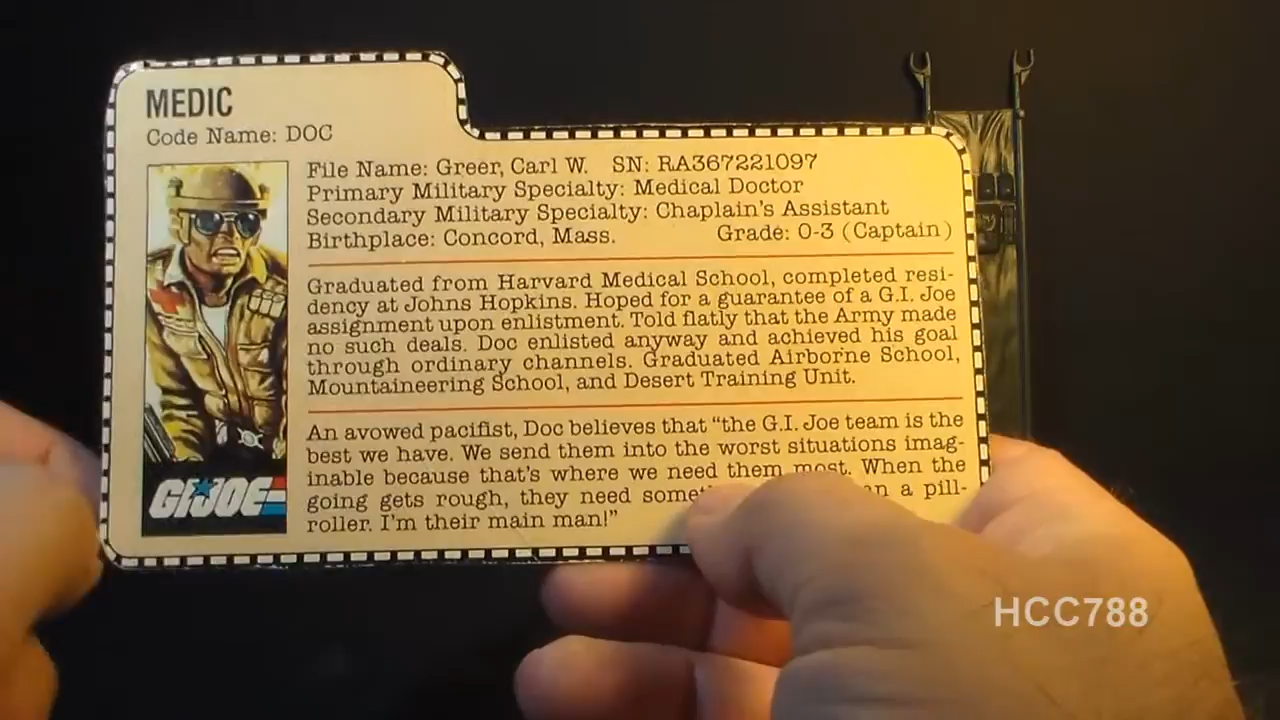 MEDIC
Code Name: DOC
File Name: Greer, Carl W. SN: RA367221097
Primary Military Specialty: Medical Doctor
Secondary Military Specialty: Chaplain's Assistant
Birthplace: Concord, Mass. Grade: O-3 (Captain)
Graduated from Harvard Medical School, completed resi-
dency at Johns Hopkins. Hoped for a guarantee of a G.I. Joe
assignment upon enlistment. Told flatly that the Army made
no such deals. Doc enlisted anyway and achieved his goal
through ordinary channels. Graduated Airborne School,
Mountaineering School, and Desert Training Unit.
An avowed pacifist, Doc believes that "the G.I. Joe team is the
best we have. We send them into the worst situations imag-
inable because that's where we need them most. When the
going gets rough, they need a pill-
roller. I'm their main man!"
GI JOE
HCC788